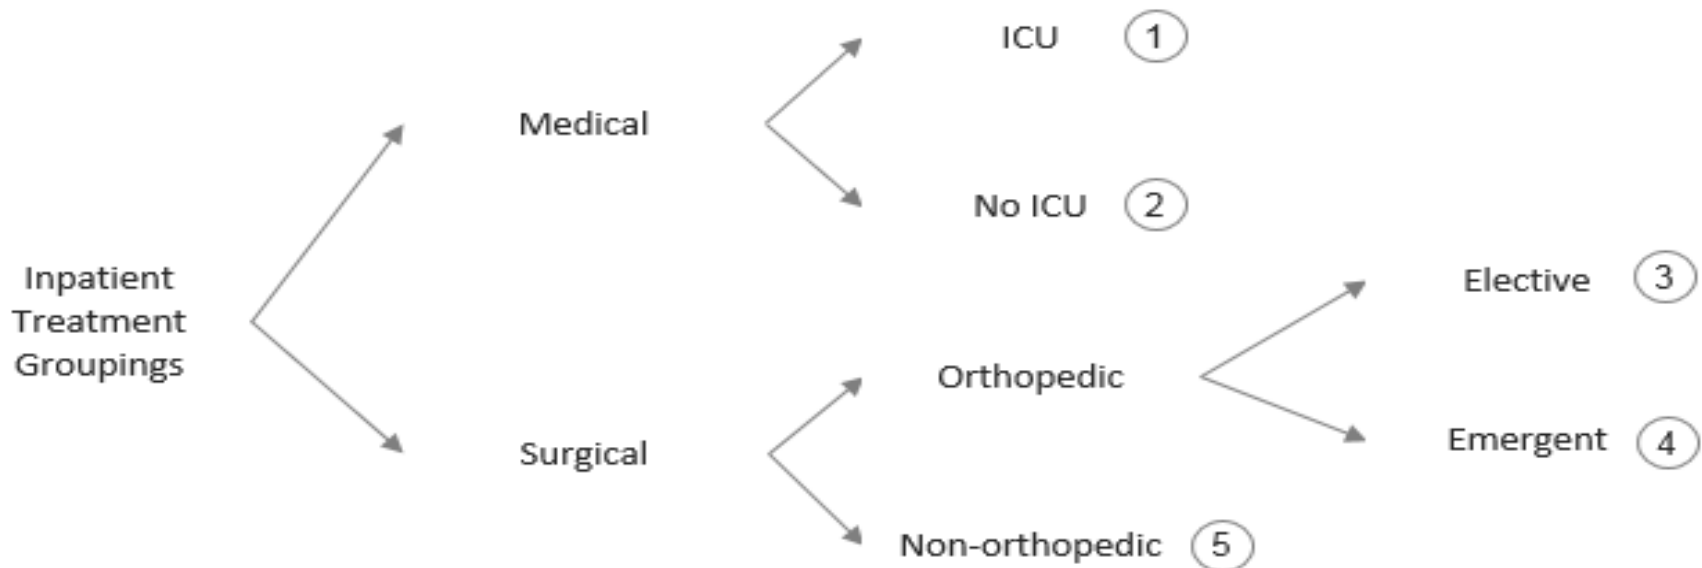 ICU 1
Medical
No ICU 2
Inpatient
Treatment
Groupings
Elective 3
Orthopedic
Emergent 4
Surgical
Non-orthopedic 5